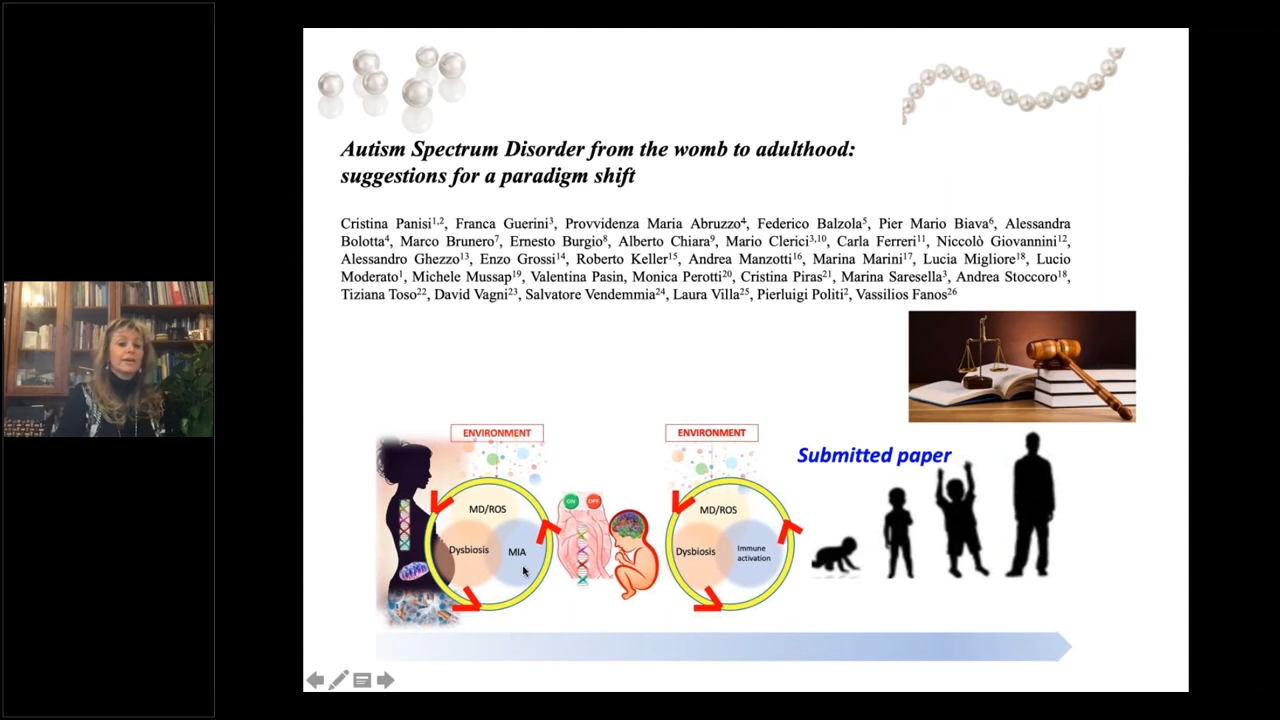 Autism Spectrum Disorder from the womb to adulthood:
suggestions for a paradigm shift
Cristina Panisi1,2, Franca Guerini3, Provvidenza Maria Abruzzo4, Federico Balzola5, Pier Mario Biava6, Alessandra
Bolotta4, Marco Brunero7, Ernesto Burgio8, Alberto Chiara9, Mario Clerici3,10, Carla Ferreri11, Niccolò Giovannini12,
Alessandro Ghezzo13, Enzo Grossi14, Roberto Keller15, Andrea Manzotti16, Marina Marini17, Lucia Migliore18, Lucio
Moderato1, Michele Mussap19, Valentina Pasin, Monica Perotti20, Cristina Piras21, Marina Saresella3, Andrea Stoccoro18,
Tiziana Toso22, David Vagni23, Salvatore Vendemmia24, Laura Villa25, Pierluigi Politi2, Vassilios Fanos26
ENVIRONMENT
ENVIRONMENT
Submitted paper
MD/ROS
Dysbiosis
MIA
ON
OFF
MD/ROS
Dysbiosis
Immune
activation